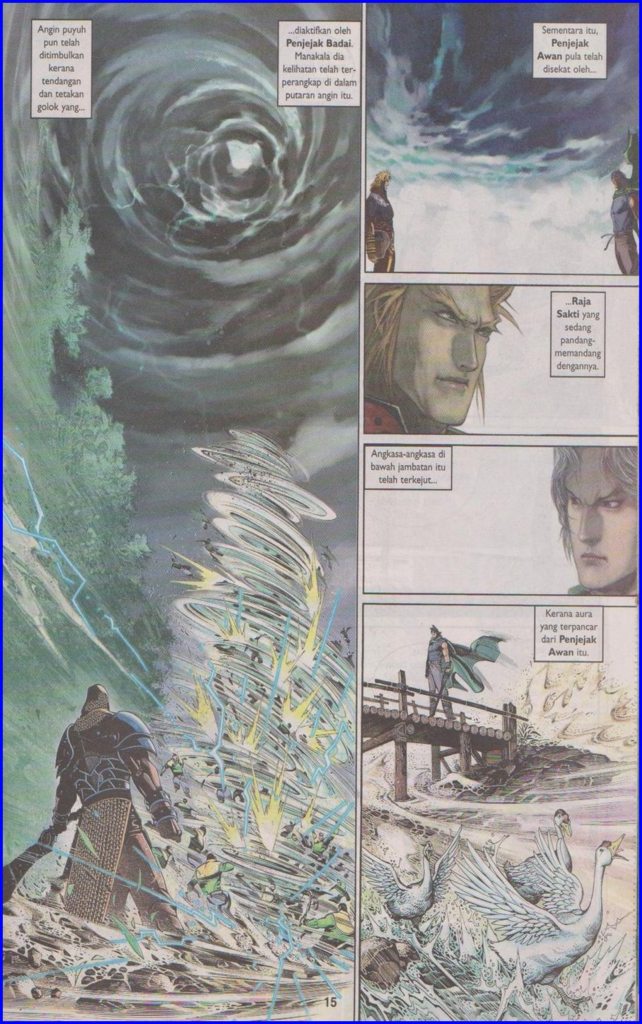 Angin puyuh
pun telah
ditimbulkan
kerana
tendangan
dan tetakan
golok yang...
...diaktifkan oleh
Penjejak Badai.
Manakala dia
kelihatan telah ter-
perangkap di dalam
putaran angin itu.
Sementara itu,
Penjejak
Awan pula telah
disekat oleh...
...Raja
Sakti yang
sedang
pandang-
memandang
dengannya.
Angkasa-angkasa di
bawah jambatan itu
telah terkejut...
Kerana aura
yang terpancar
dari Penjejak
Awan itu.
15